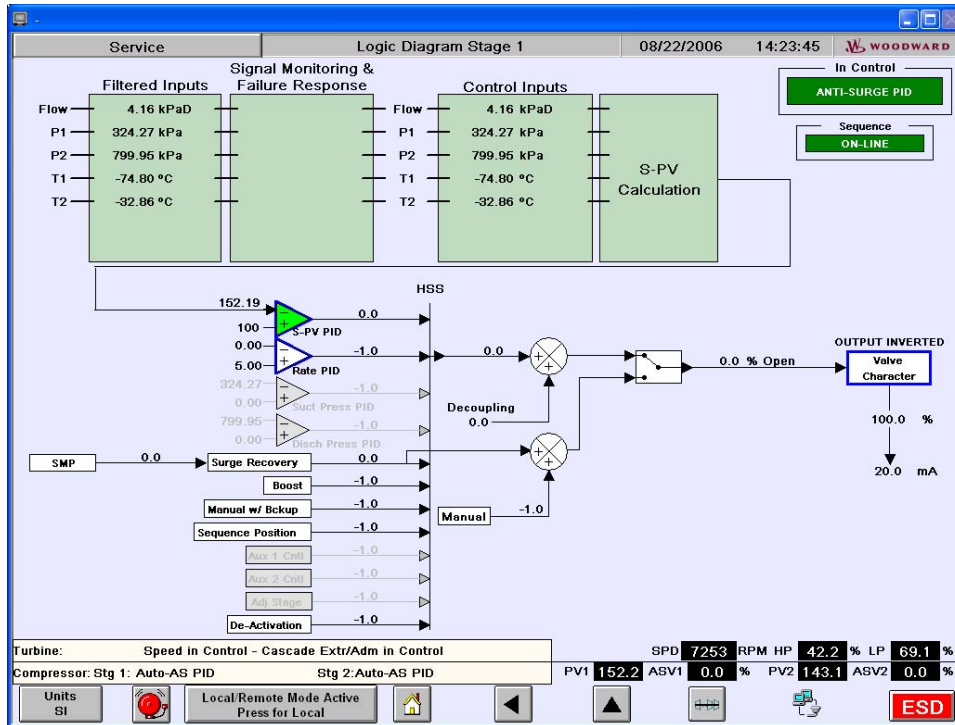 Service Logic Diagram Stage 1 08/22/2006 14:23:45 WOODWARD
In Control
ANTI-SURGE PID
Sequence
ON-LINE
Filtered Inputs
Signal Monitoring &
Failure Response
Control Inputs
Flow 4.16 kPaD Flow 4.16 kPaD
P1 324.27 kPa P1 324.27 kPa
P2 799.95 kPa P2 799.95 kPa
T1 -74.80 ºC T1 -74.80 ºC
T2 -32.86 ºC T2 -32.86 ºC
S-PV
Calculation
HSS
152.19 0.0
100 S-PV PID
0.00 -1.0 0.0
5.00 Rate PID
324.27 -1.0
0.00 Suct Press PID
799.95 -1.0
0.00 Disch Press PID
SMP 0.0 Surge Recovery 0.0
Boost -1.0
Manual w/ Bckup -1.0
Sequence Position -1.0
Aux 1 Cntl -1.0
Aux 2 Cntl -1.0
Adj Stage -1.0
De-Activation -1.0
Decoupling
0.0
Manual -1.0
0.0 % Open
OUTPUT INVERTED
Valve
Character
100.0 %
20.0 mA
Turbine: Speed in Control - Cascade Extr/Adm in Control SPD 7253 RPM HP 42.2 % LP 69.1 %
Compressor: Stg 1: Auto-AS PID Stg 2:Auto-AS PID PV1 152.2 ASV1 0.0 % PV2 143.1 ASV2 0.0 %
Units
SI
Local/Remote Mode Active
Press for Local
ESD